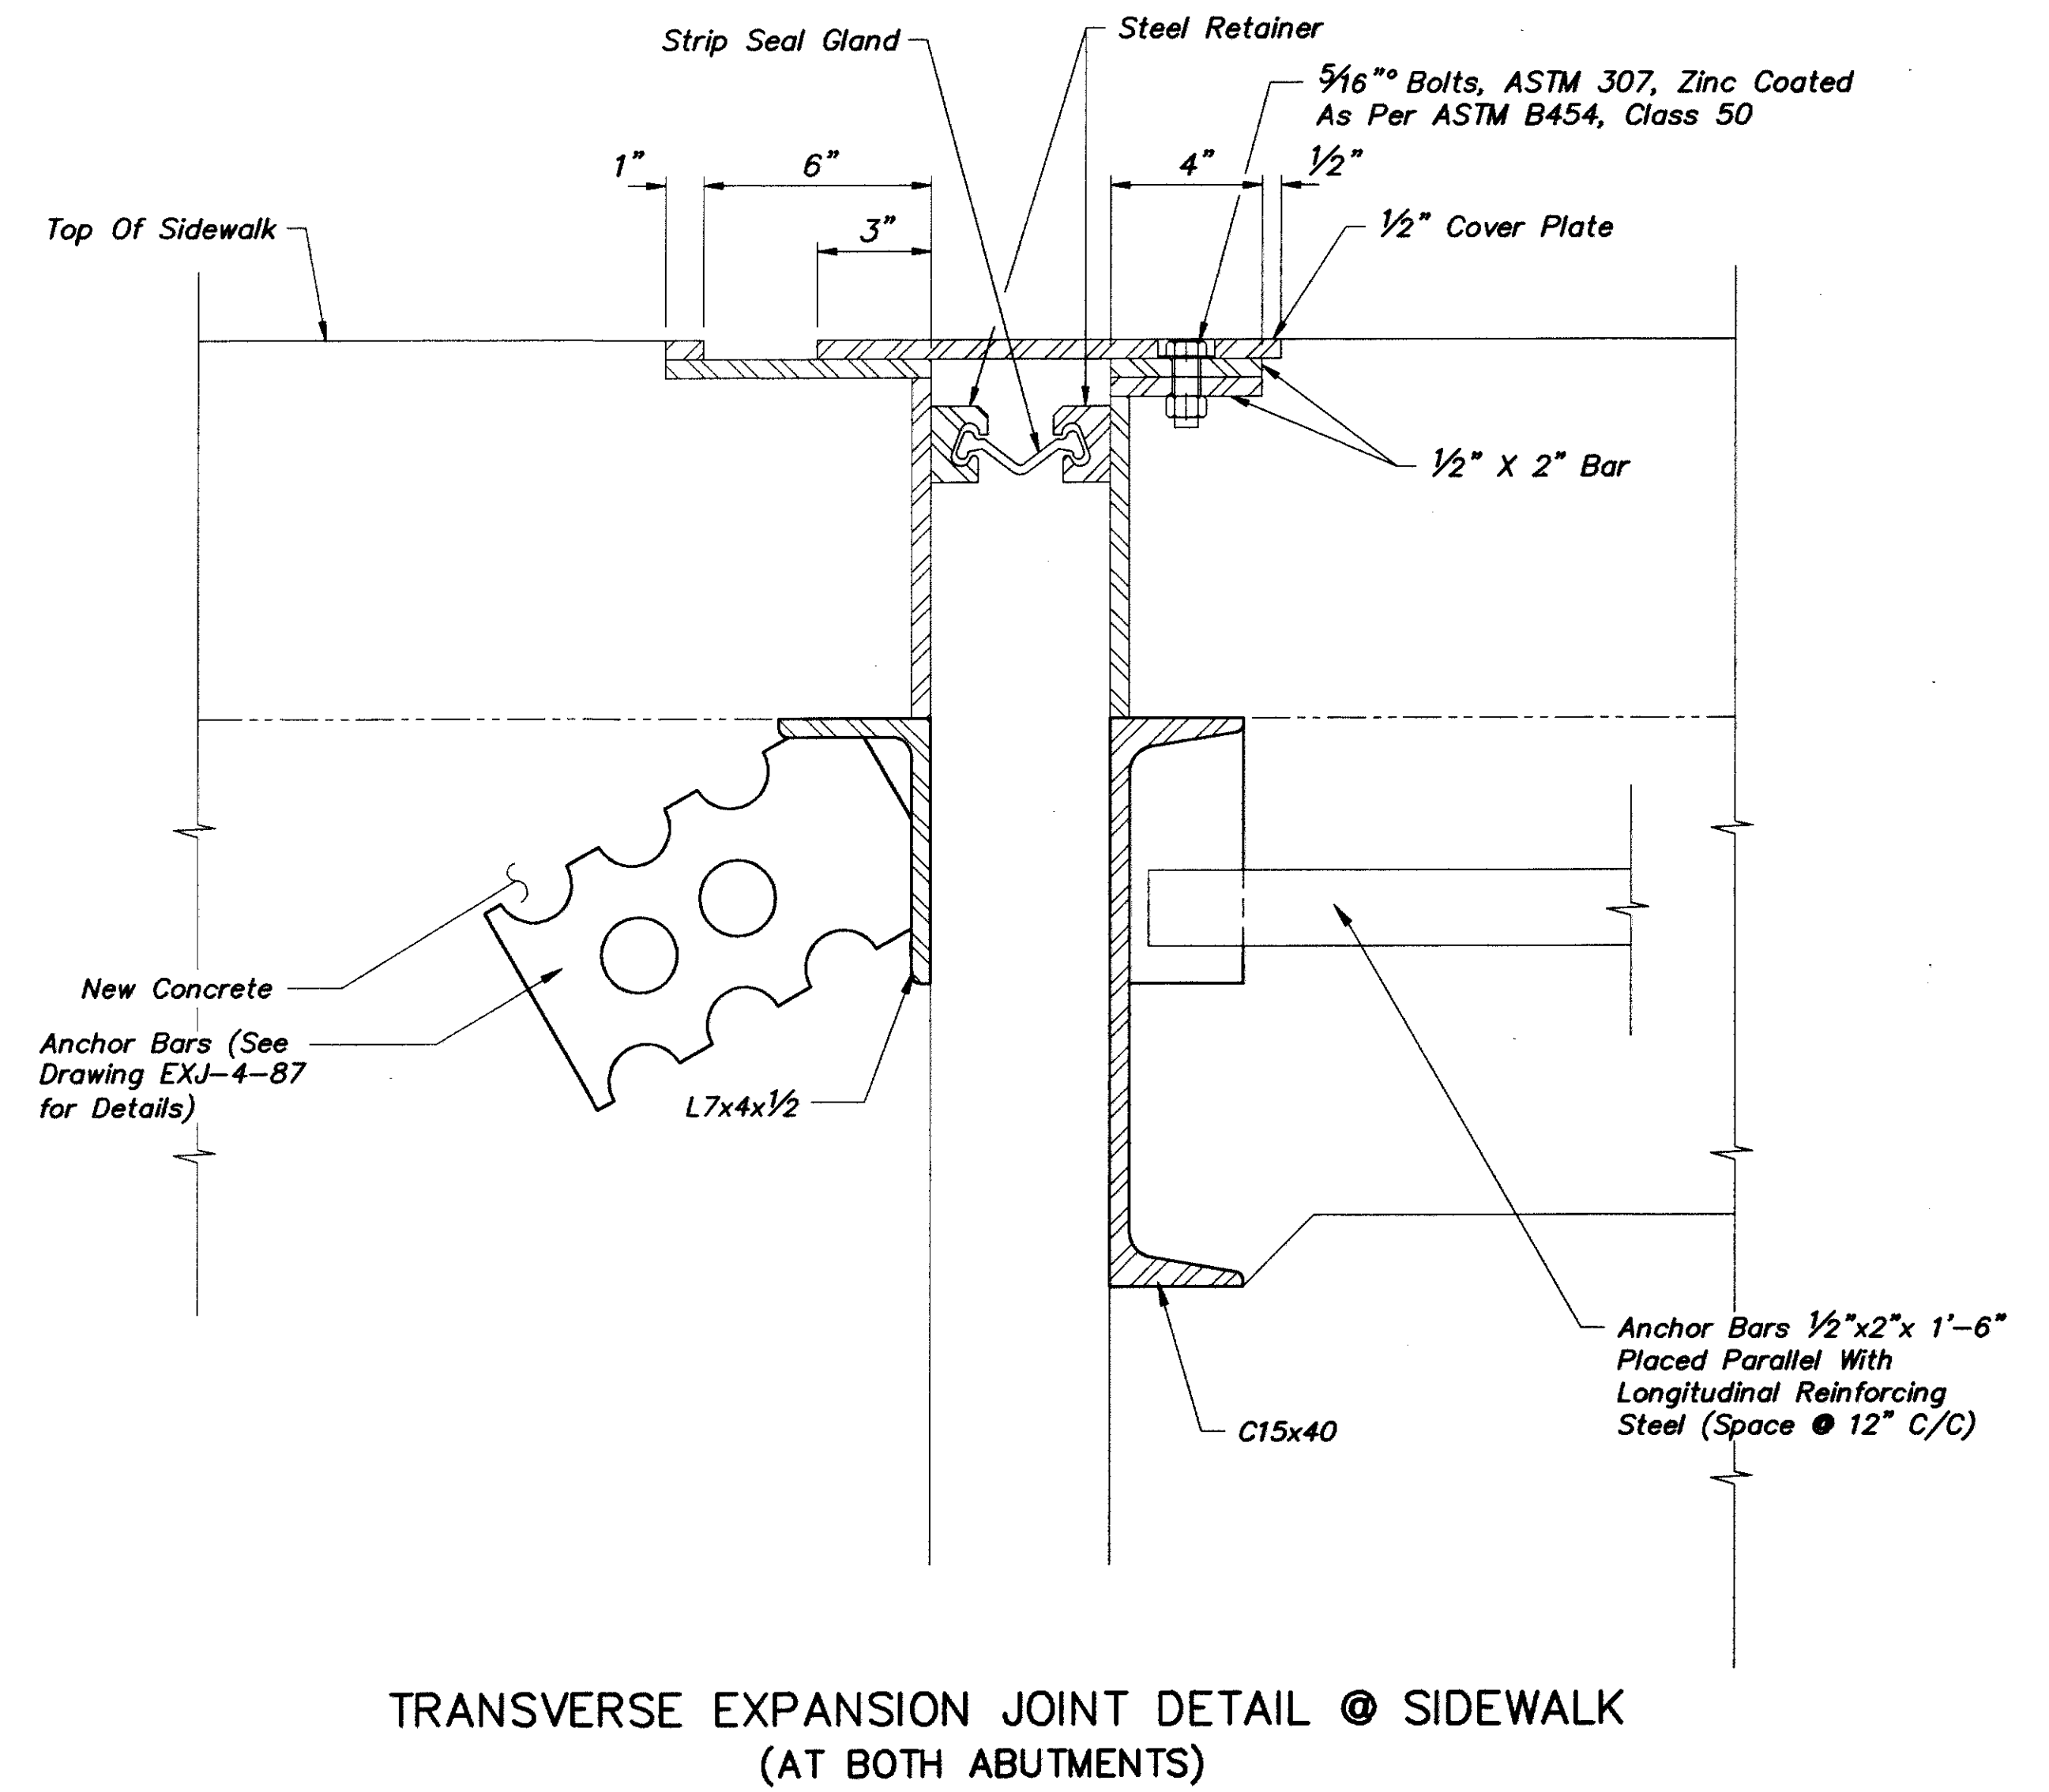 Strip Seal Gland
Steel Retainer
5/16"ø Bolts, ASTM 307, Zinc Coated
As Per ASTM B454, Class 50
1"
6"
4"
1/2"
3"
Top Of Sidewalk
1/2" Cover Plate
1/2" X 2" Bar
New Concrete
Anchor Bars (See
Drawing EXJ-4-87
for Details)
L7x4x1/2
Anchor Bars 1/2"x2"x 1'-6"
Placed Parallel With
Longitudinal Reinforcing
Steel (Space @ 12" C/C)
C15x40
TRANSVERSE EXPANSION JOINT DETAIL @ SIDEWALK
(AT BOTH ABUTMENTS)